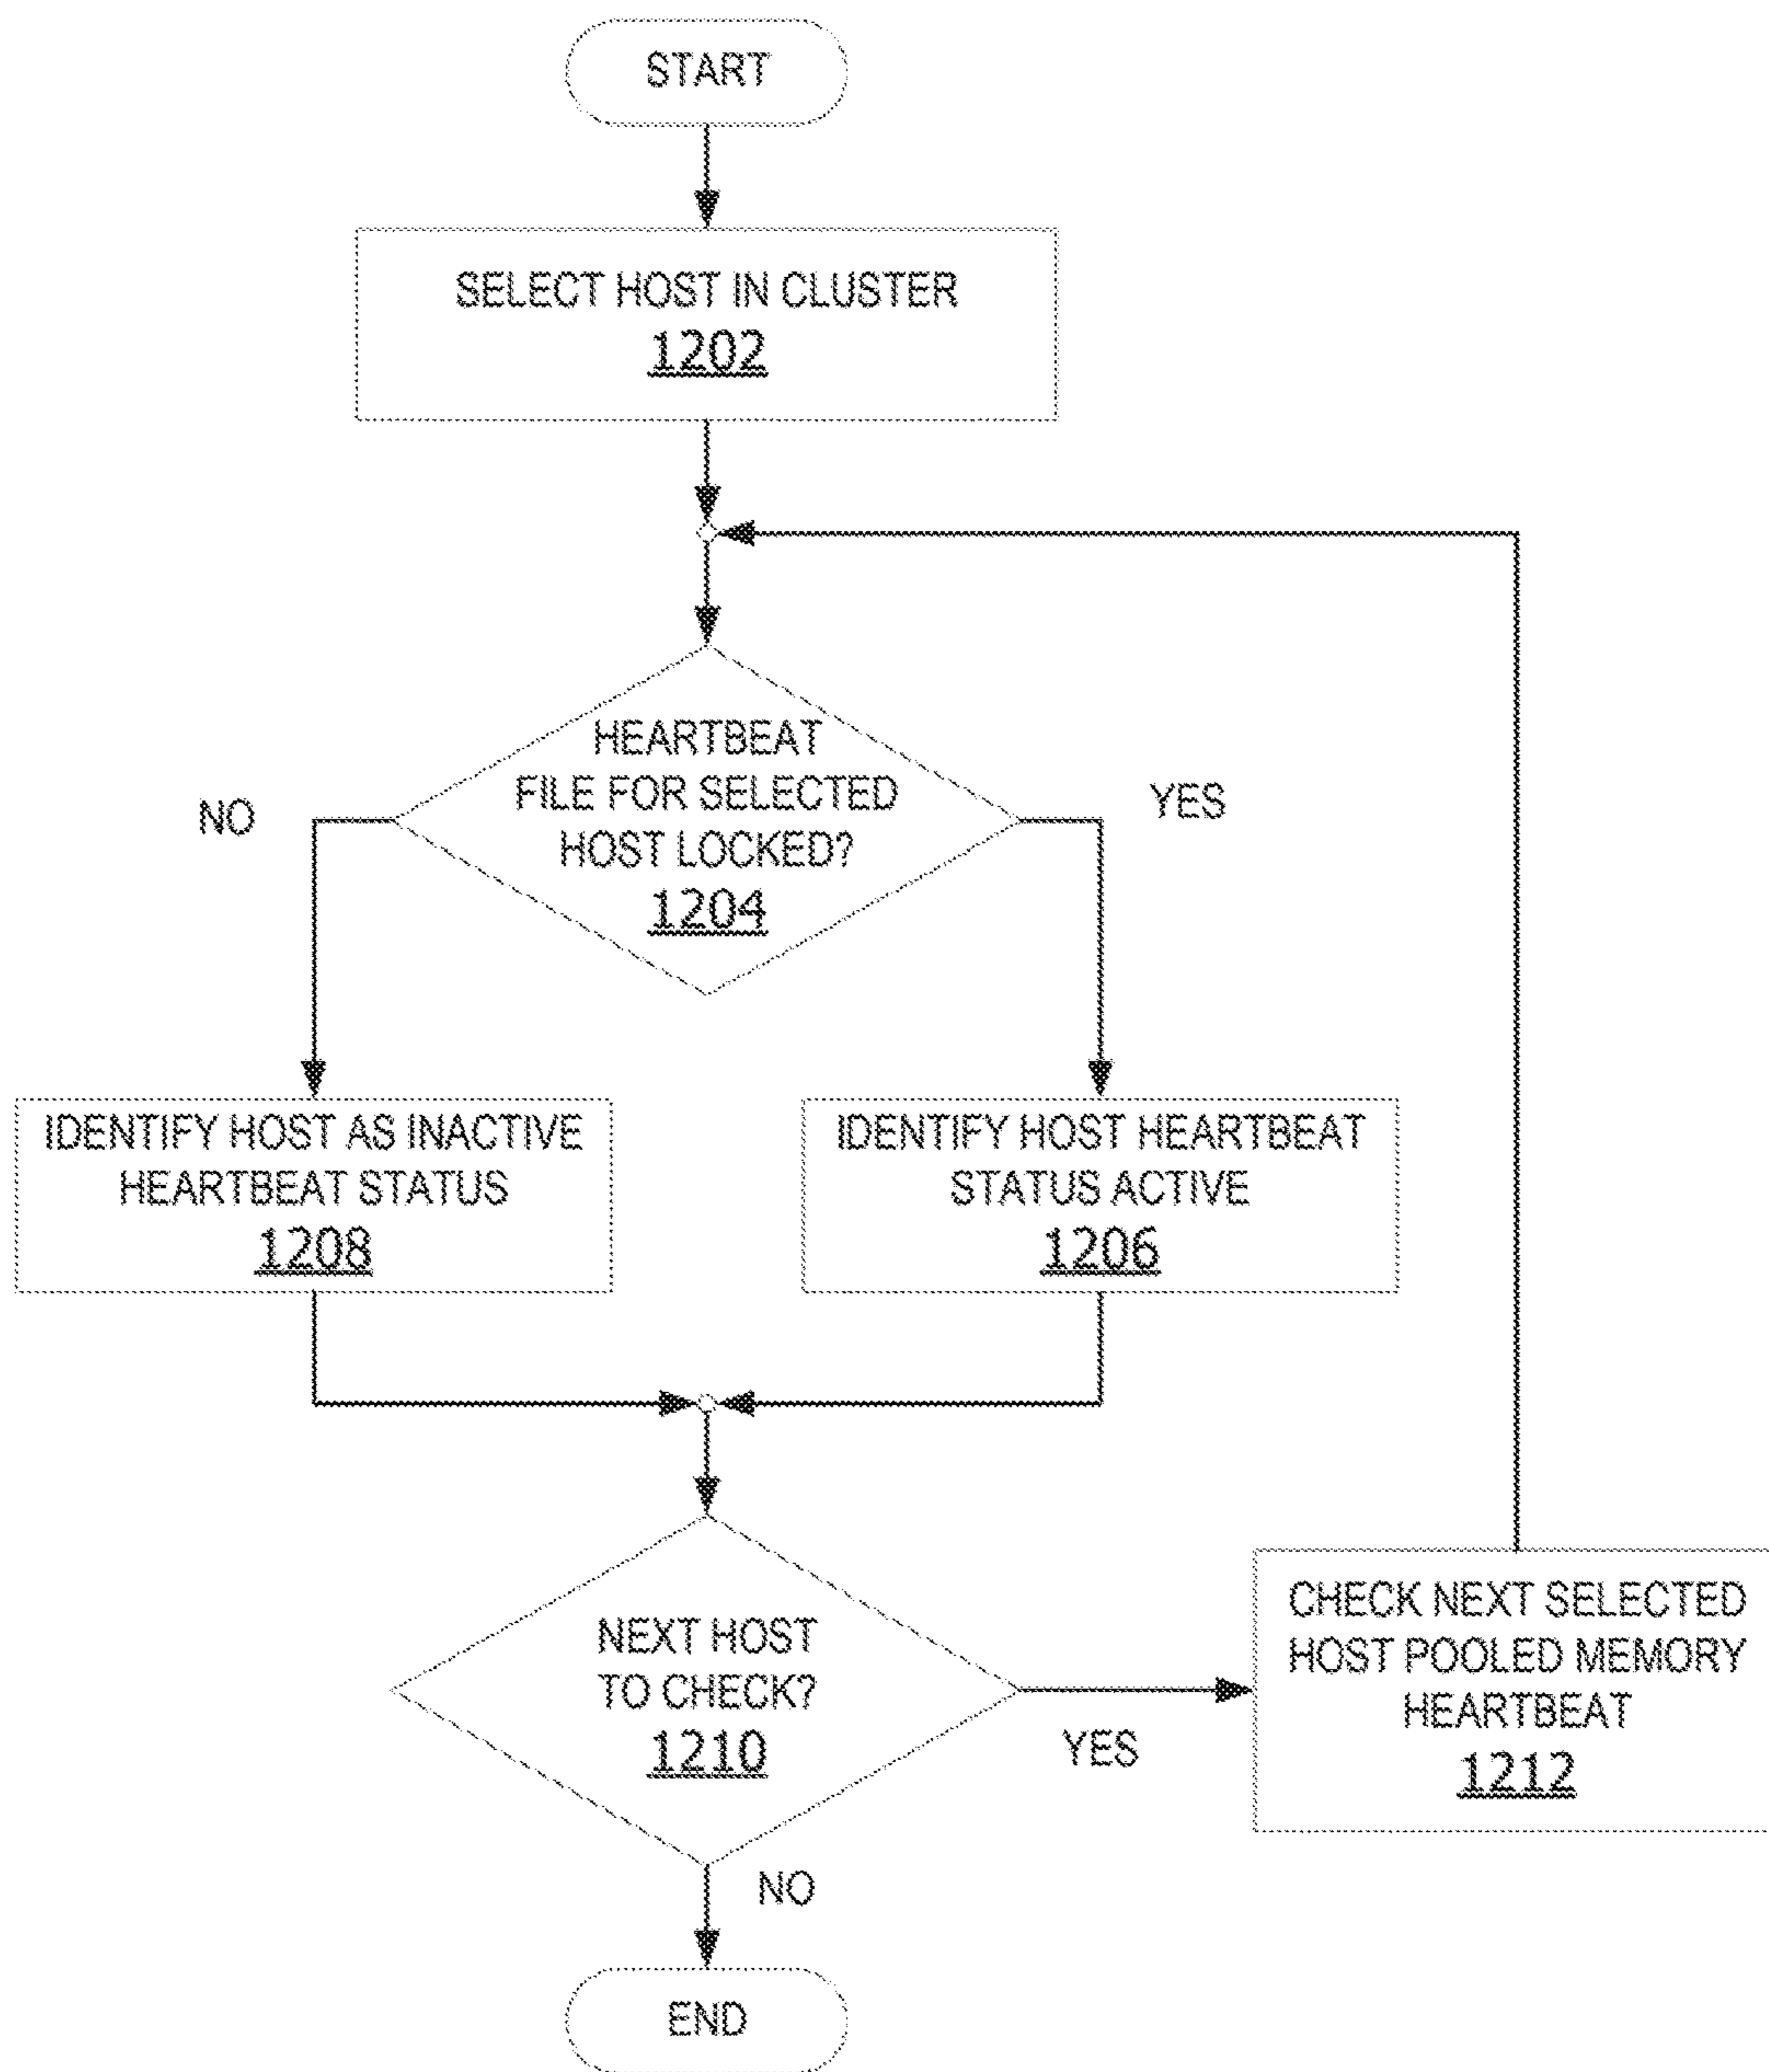 START
SELECT HOST IN CLUSTER
1202
HEARTBEAT
FILE FOR SELECTED
HOST LOCKED?
1204
NO
YES
IDENTIFY HOST AS INACTIVE
HEARTBEAT STATUS
1208
IDENTIFY HOST HEARTBEAT
STATUS ACTIVE
1206
NEXT HOST
TO CHECK?
1210
YES
CHECK NEXT SELECTED
HOST POOLED MEMORY
HEARTBEAT
1212
NO
END